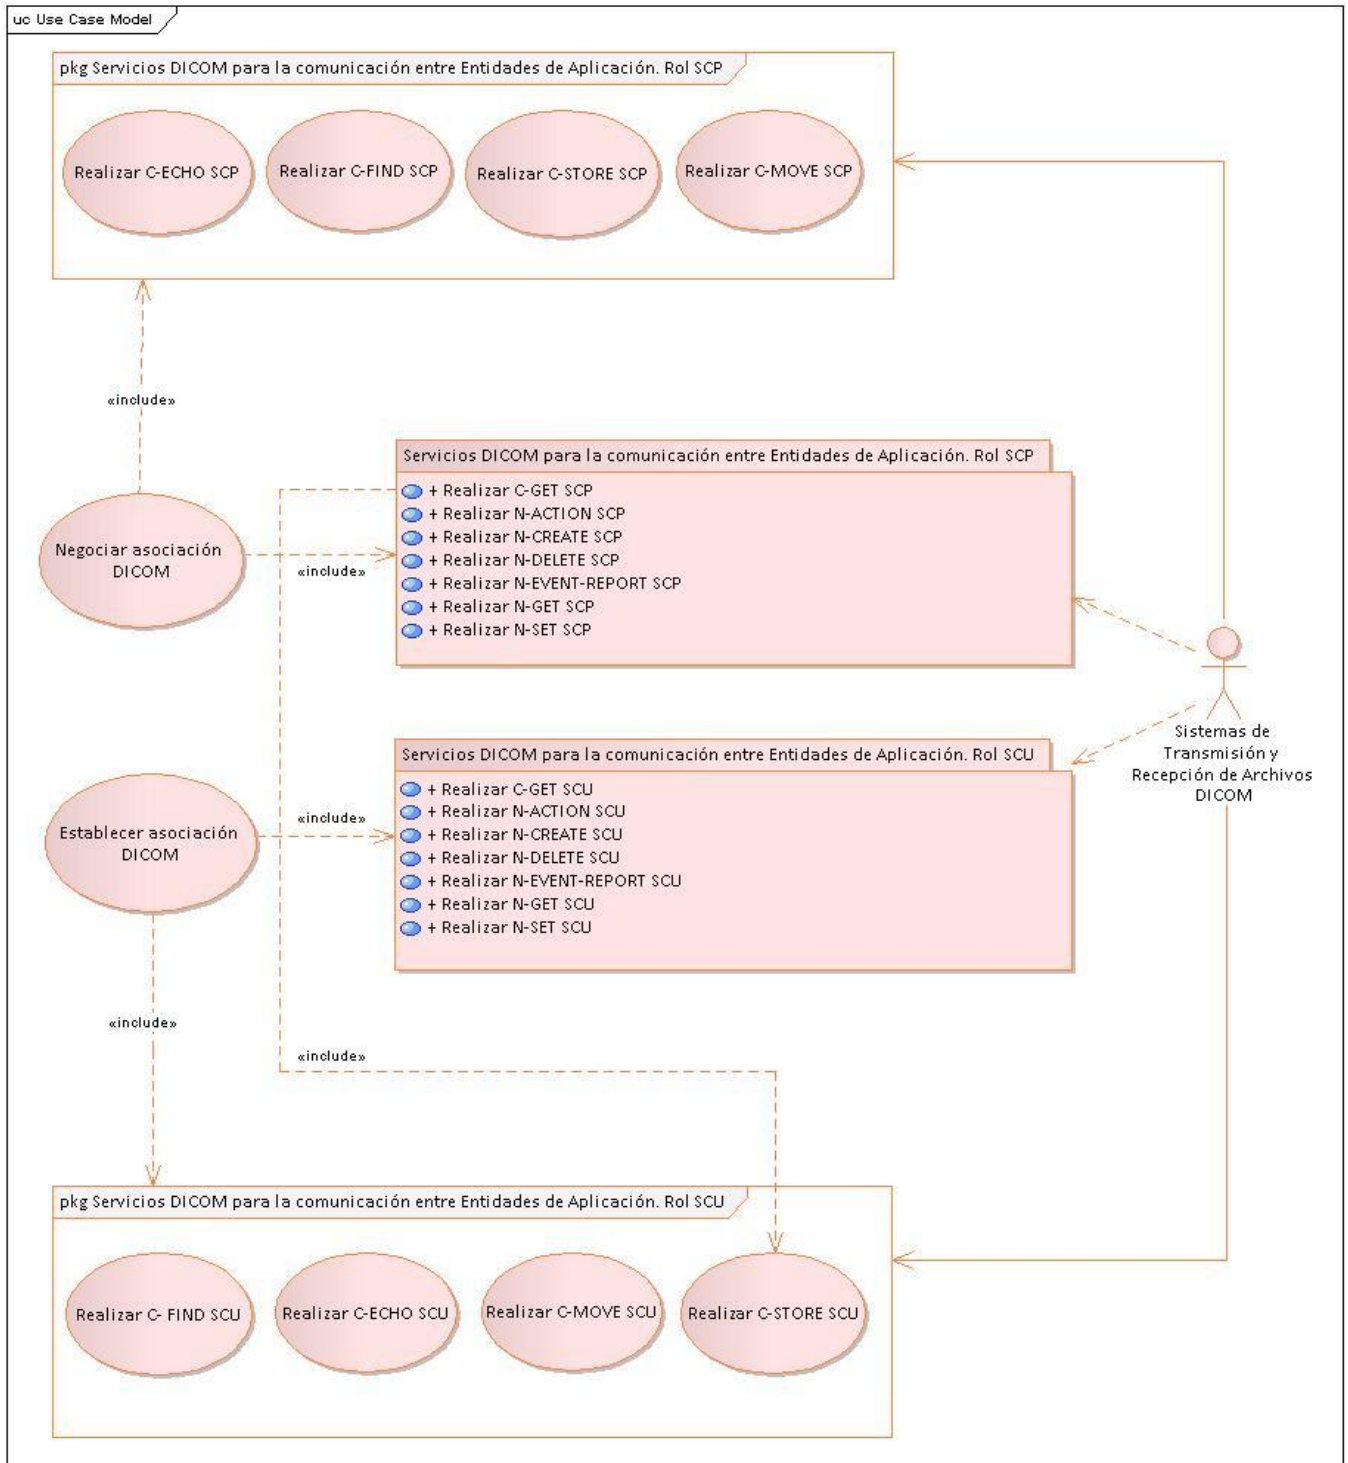 uc Use Case Model
pkg Servicios DICOM para la comunicación entre Entidades de Aplicación. Rol SCP
Realizar C-ECHO SCP
Realizar C-FIND SCP
Realizar C-STORE SCP
Realizar C-MOVE SCP
«include»
Servicios DICOM para la comunicación entre Entidades de Aplicación. Rol SCP
+ Realizar C-GET SCP
+ Realizar N-ACTION SCP
+ Realizar N-CREATE SCP
+ Realizar N-DELETE SCP
+ Realizar N-EVENT-REPORT SCP
+ Realizar N-GET SCP
+ Realizar N-SET SCP
Negociar asociación
DICOM
«include»
Sistemas de
Transmisión y
Recepción de Archivos
DICOM
Servicios DICOM para la comunicación entre Entidades de Aplicación. Rol SCU
+ Realizar C-GET SCU
+ Realizar N-ACTION SCU
+ Realizar N-CREATE SCU
+ Realizar N-DELETE SCU
+ Realizar N-EVENT-REPORT SCU
+ Realizar N-GET SCU
+ Realizar N-SET SCU
«include»
Establecer asociación
DICOM
«include»
«include»
pkg Servicios DICOM para la comunicación entre Entidades de Aplicación. Rol SCU
Realizar C- FIND SCU
Realizar C-ECHO SCU
Realizar C-MOVE SCU
Realizar C-STORE SCU